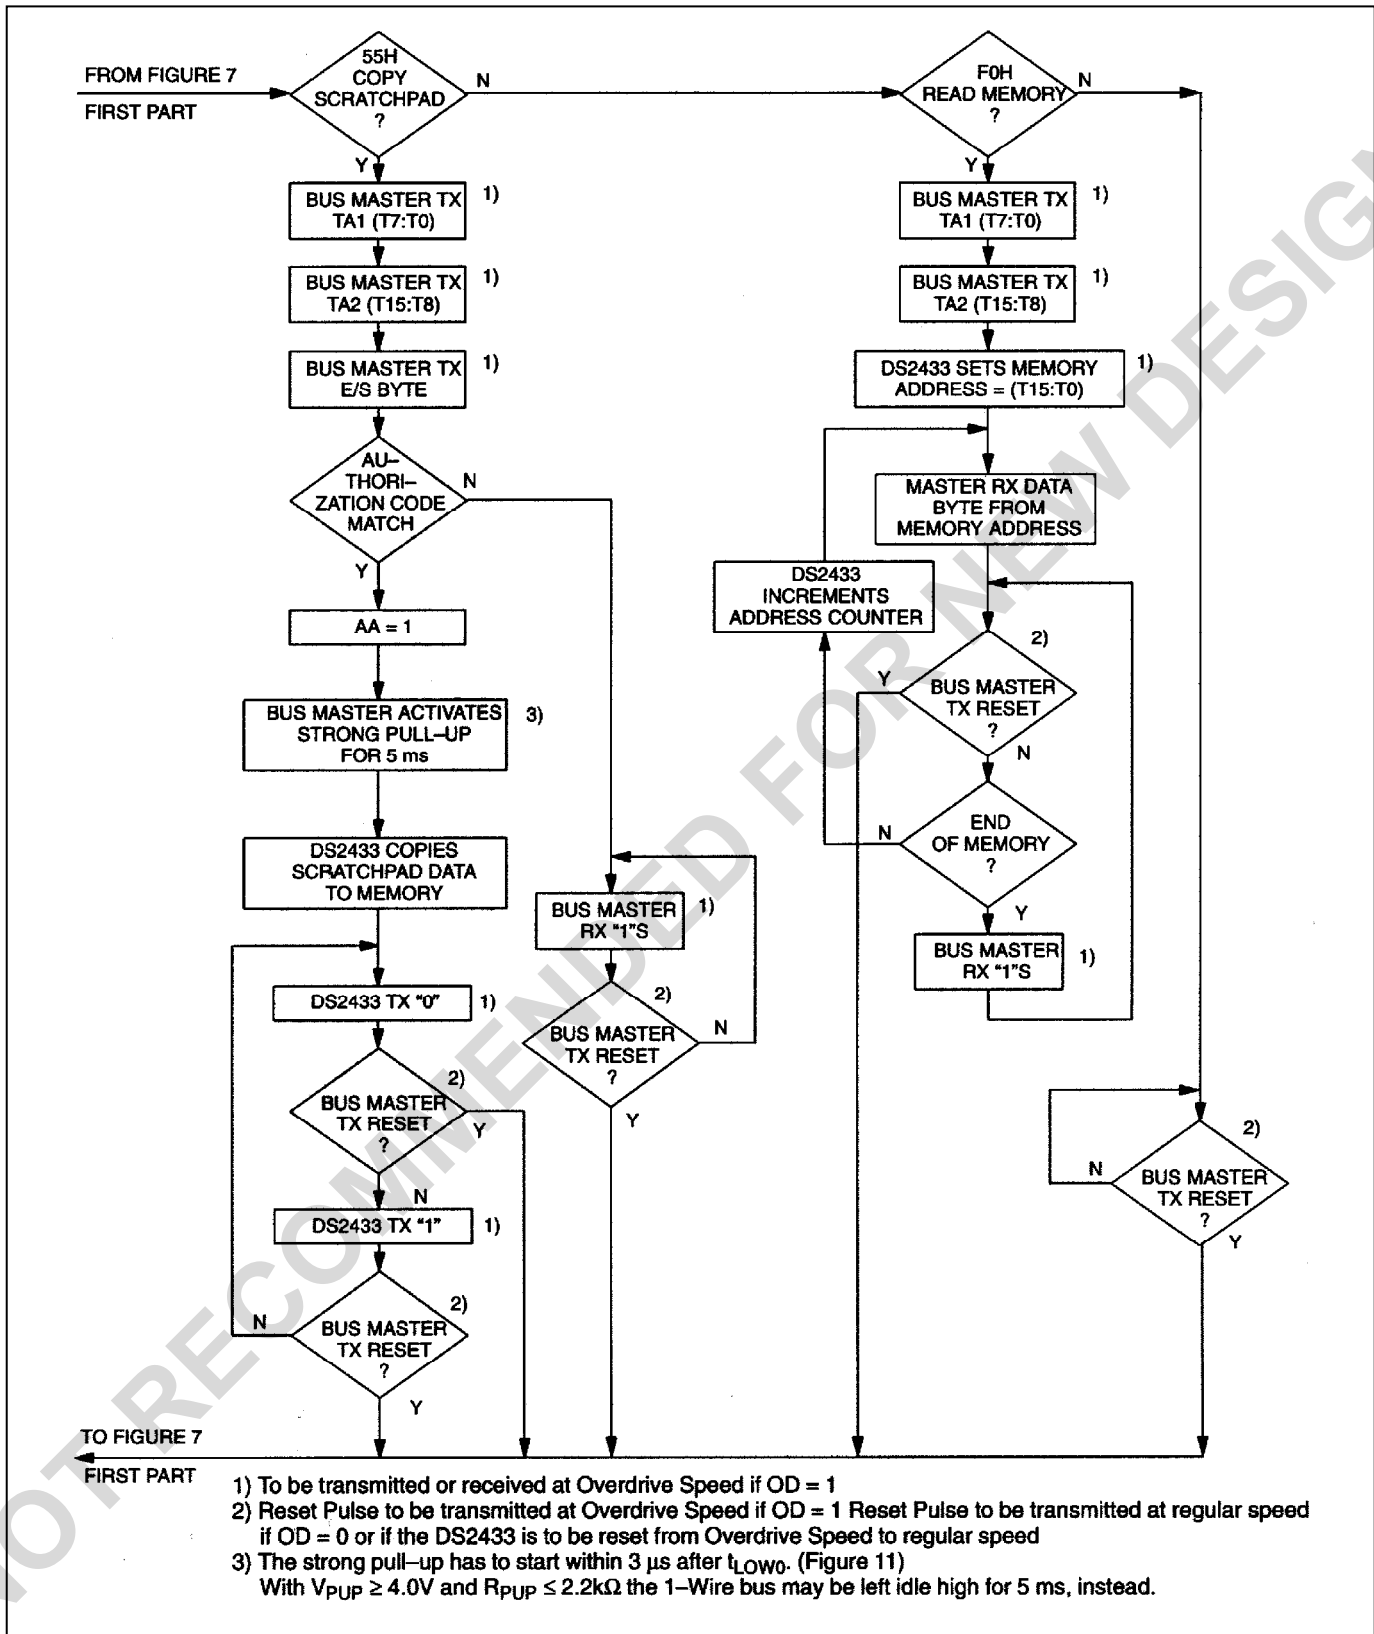 FROM FIGURE 7
FIRST PART
55H
COPY
SCRATCHPAD
?
N
Y
BUS MASTER TX
TA1 (T7:T0)
1)
BUS MASTER TX
TA2 (T15:T8)
1)
BUS MASTER TX
E/S BYTE
1)
AU–
THORI–
ZATION CODE
MATCH
N
Y
AA = 1
BUS MASTER ACTIVATES
STRONG PULL–UP
FOR 5 ms
3)
DS2433 COPIES
SCRATCHPAD DATA
TO MEMORY
DS2433 TX "0"
1)
2)
BUS MASTER
TX RESET
?
Y
N
DS2433 TX "1"
1)
2)
BUS MASTER
TX RESET
?
N
Y
BUS MASTER
RX "1"S
1)
2)
BUS MASTER
TX RESET
?
N
Y
F0H
READ MEMORY
?
N
Y
BUS MASTER TX
TA1 (T7:T0)
1)
BUS MASTER TX
TA2 (T15:T8)
1)
DS2433 SETS MEMORY
ADDRESS = (T15:T0)
1)
MASTER RX DATA
BYTE FROM
MEMORY ADDRESS
DS2433
INCREMENTS
ADDRESS COUNTER
2)
Y
BUS MASTER
TX RESET
?
N
END
OF MEMORY
?
N
Y
BUS MASTER
RX "1"S
1)
2)
N
BUS MASTER
TX RESET
?
Y
TO FIGURE 7
FIRST PART
1) To be transmitted or received at Overdrive Speed if OD = 1
2) Reset Pulse to be transmitted at Overdrive Speed if OD = 1 Reset Pulse to be transmitted at regular speed
if OD = 0 or if the DS2433 is to be reset from Overdrive Speed to regular speed
3) The strong pull–up has to start within 3 µs after tLOW0. (Figure 11)
With VPUP ≥ 4.0V and RPUP ≤ 2.2kΩ the 1–Wire bus may be left idle high for 5 ms, instead.
NOT RECOMMENDED FOR NEW DESIGN